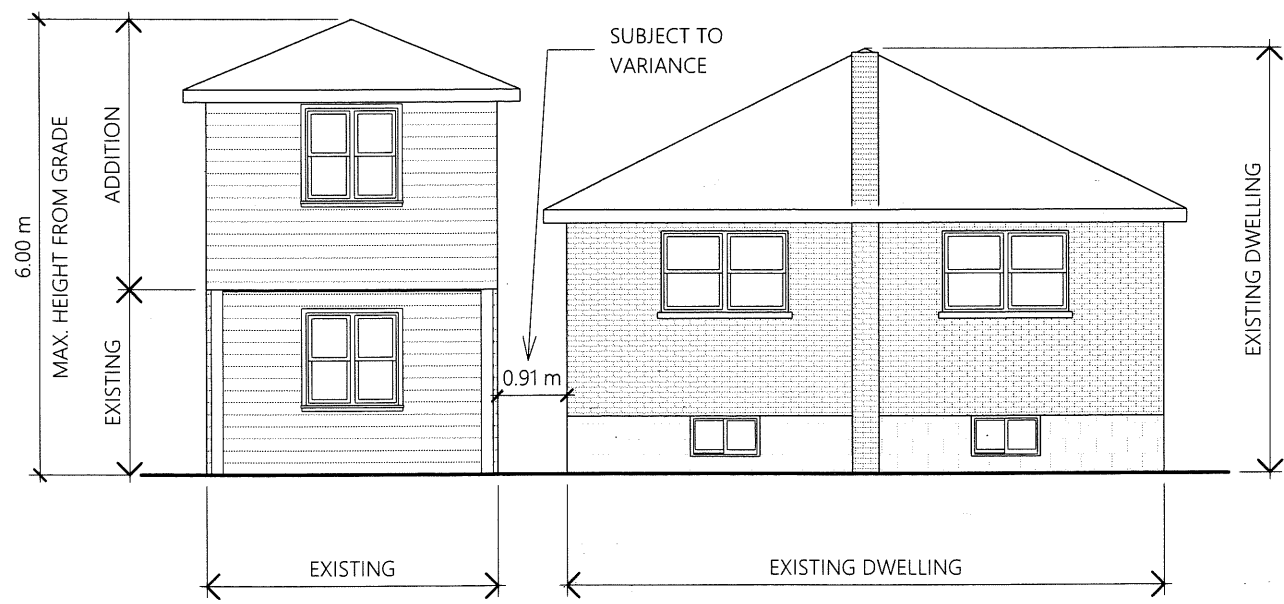 SUBJECT TO
VARIANCE
6.00 m
MAX. HEIGHT FROM GRADE
ADDITION
EXISTING
0.91 m
EXISTING DWELLING
EXISTING
EXISTING DWELLING